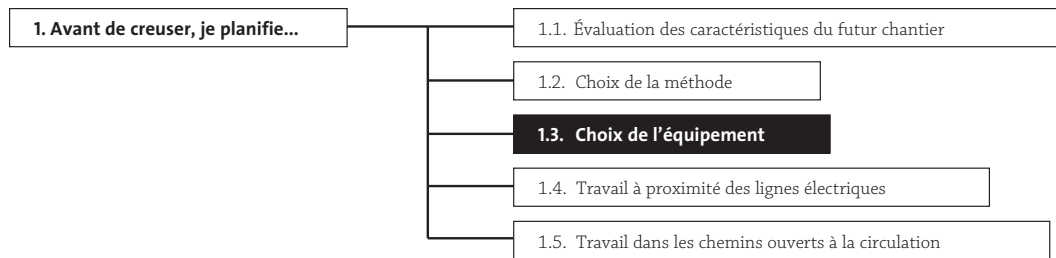 1. Avant de creuser, je planifie...
1.1. Évaluation des caractéristiques du futur chantier
1.2. Choix de la méthode
1.3. Choix de l’équipement
1.4. Travail à proximité des lignes électriques
1.5. Travail dans les chemins ouverts à la circulation